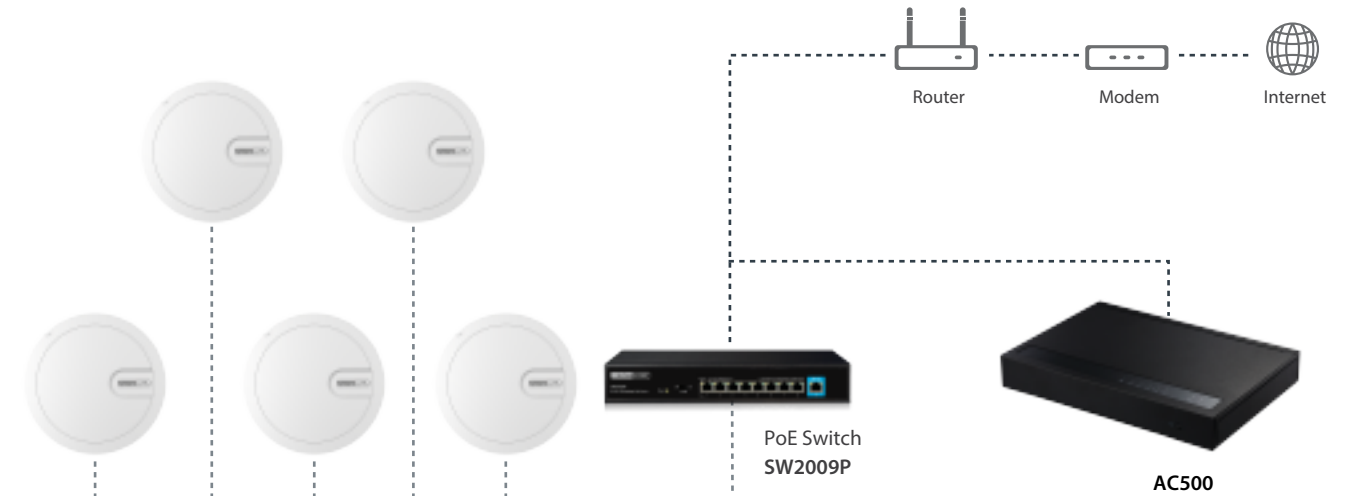 Router
Modem
Internet
PoE Switch
SW2009P
AC500